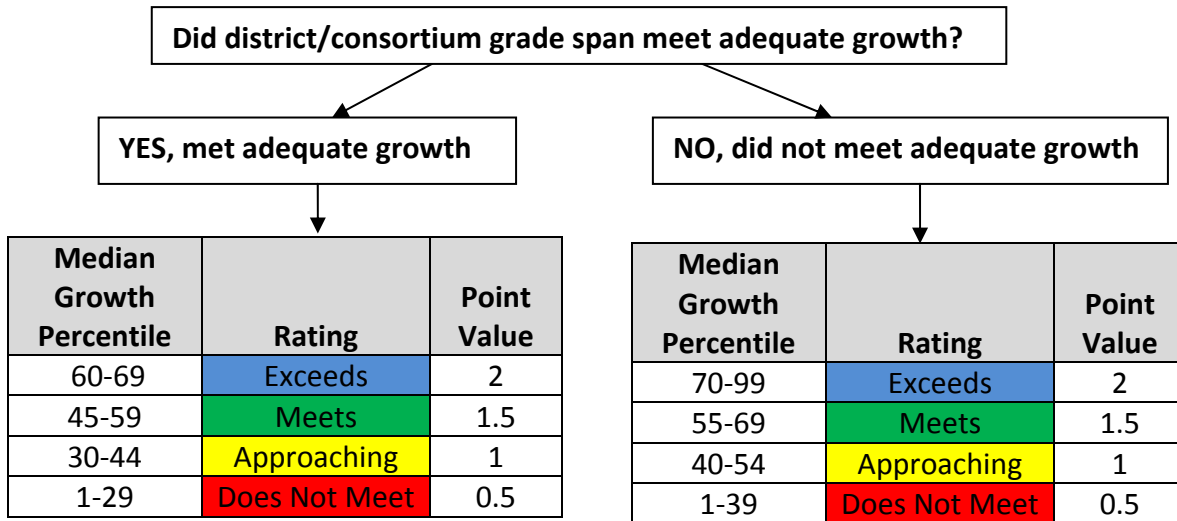 Did district/consortium grade span meet adequate growth?
YES, met adequate growth
NO, did not meet adequate growth
Median
Growth
Percentile Rating Point
Value
60-69 Exceeds 2
45-59 Meets 1.5
30-44 Approaching 1
1-29 Does Not Meet 0.5
Median
Growth
Percentile Rating Point
Value
70-99 Exceeds 2
55-69 Meets 1.5
40-54 Approaching 1
1-39 Does Not Meet 0.5